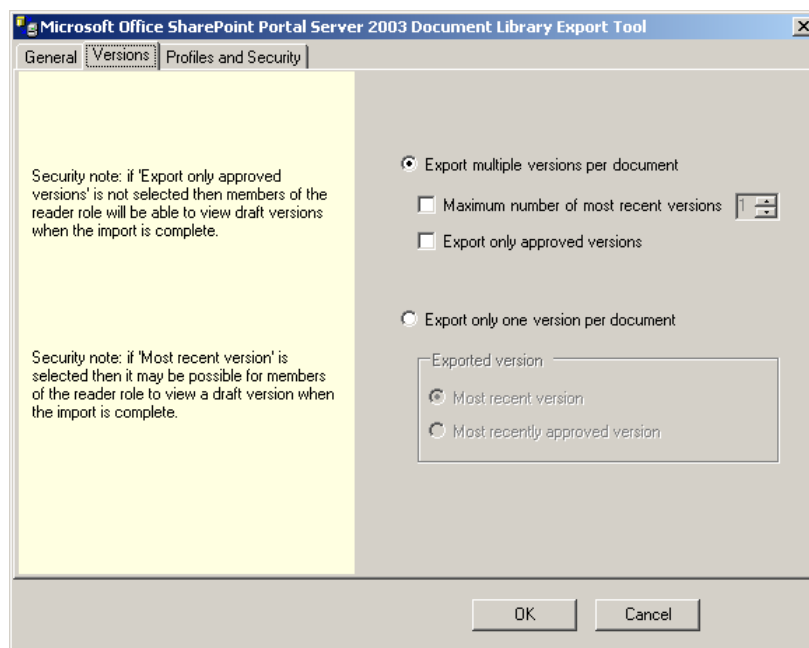 Microsoft Office SharePoint Portal Server 2003 Document Library Export Tool
General Versions Profiles and Security
Security note: if 'Export only approved
versions' is not selected then members of the
reader role will be able to view draft versions
when the import is complete.
Export multiple versions per document
Maximum number of most recent versions 1
Export only approved versions
Export only one version per document
Security note: if 'Most recent version' is
selected then it may be possible for members
of the reader role to view a draft version when
the import is complete.
Exported version
Most recent version
Most recently approved version
OK Cancel